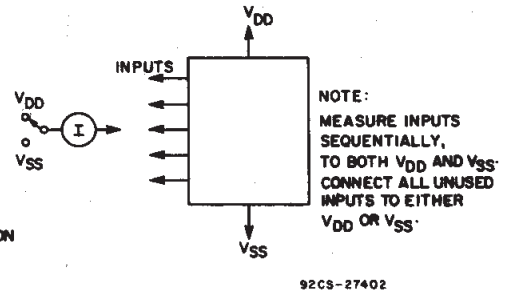 VDD
INPUTS
VDD
I
VSS
NOTE:
MEASURE INPUTS
SEQUENTIALLY,
TO BOTH VDD AND VSS.
CONNECT ALL UNUSED
INPUTS TO EITHER
VDD OR VSS.
ON
VSS
92CS-27402